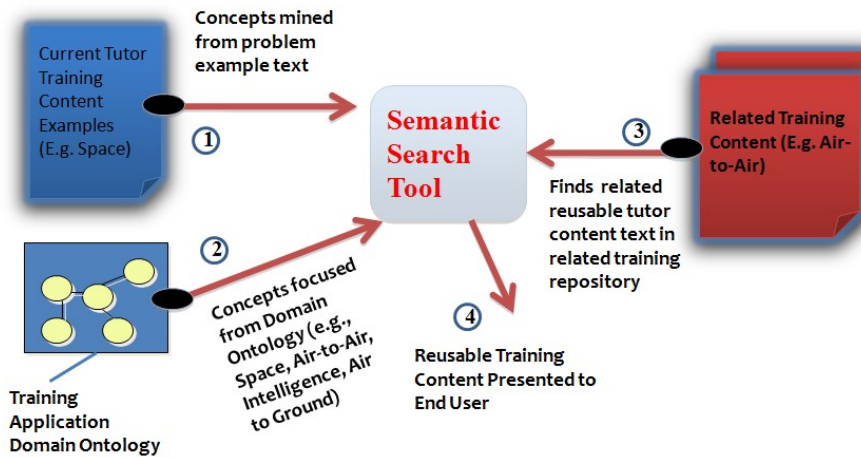 Current Tutor
Training
Content
Examples
(E.g. Space)
Concepts mined
from problem
example text
1
Semantic
Search
Tool
3
Related Training
Content (E.g. Air-
to-Air)
Finds related
reusable tutor
content text in
related training
repository
2
Concepts focused
from Domain
Ontology (e.g.,
Space, Air-to-Air,
Intelligence, Air
to Ground)
4
Reusable Training
Content Presented to
End User
Training
Application
Domain Ontology